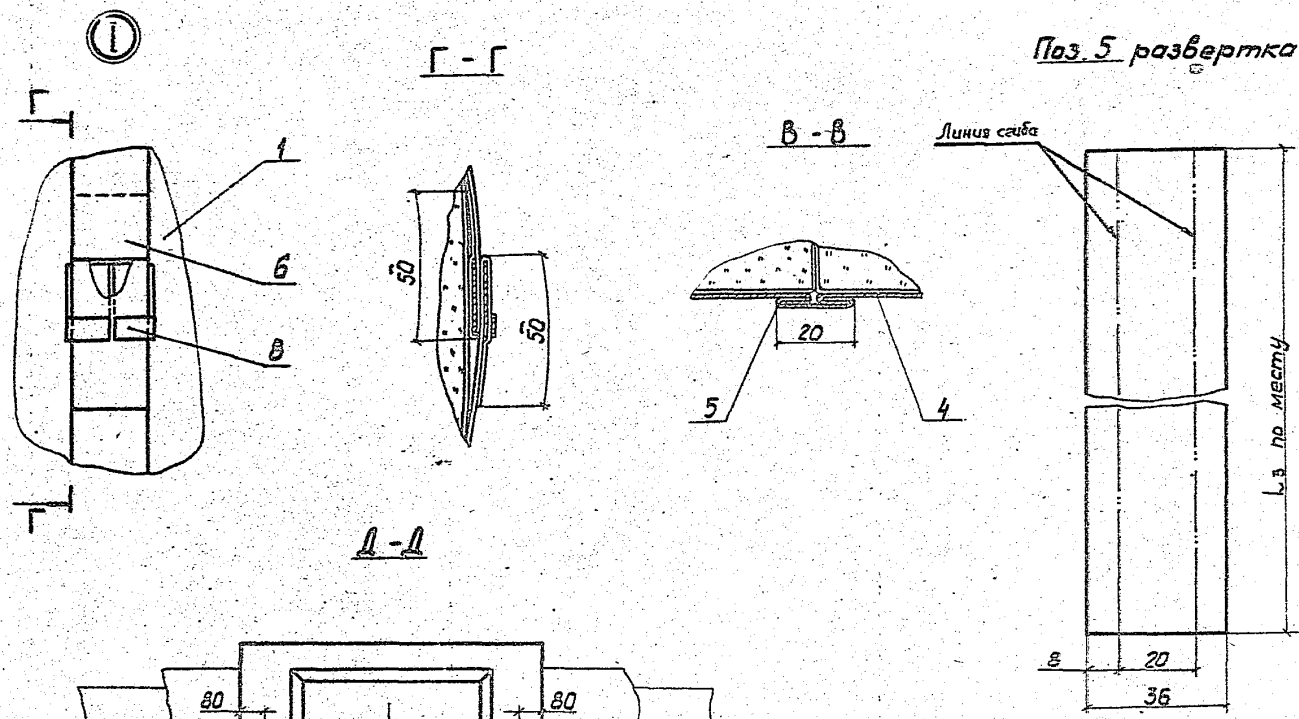 I
Г - Г
Поз. 5 развертка
Г
1
В - В
Линия сгиба
6
50
50
8
20
5
4
L3 по месту
Г
Д - Д
8
20
80
80
36